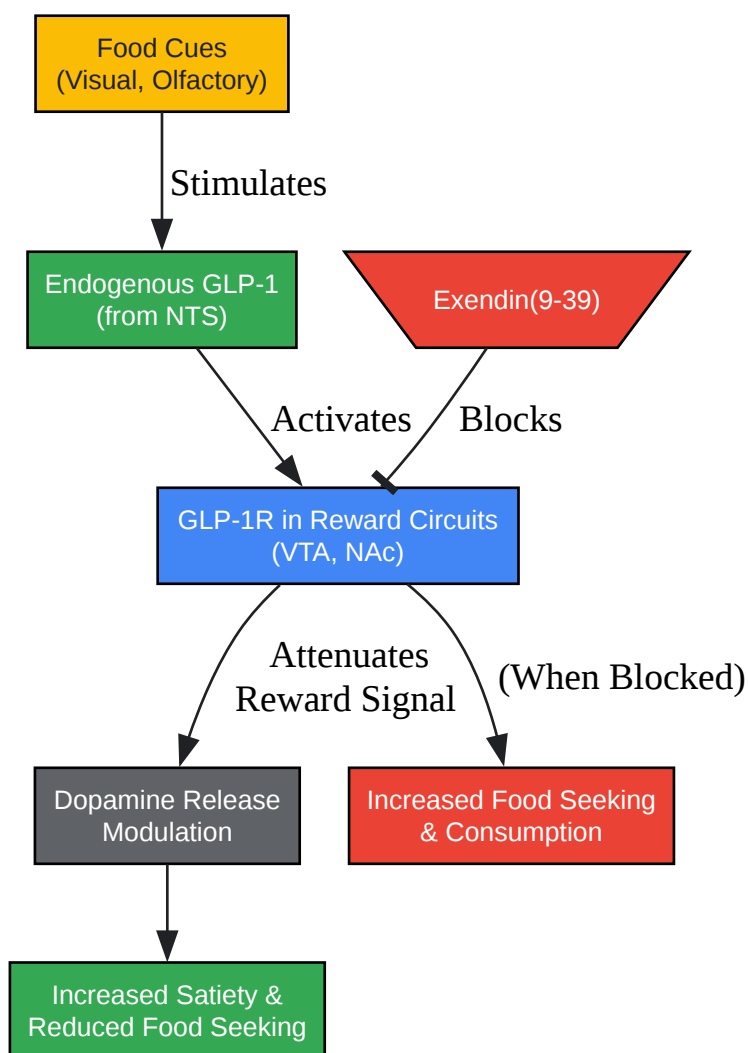 Food Cues
(Visual, Olfactory)
Stimulates
Endogenous GLP-1
(from NTS)
Exendin(9-39)
Activates
Blocks
GLP-1R in Reward Circuits
(VTA, NAc)
Attenuates
Reward Signal
(When Blocked)
Dopamine Release
Modulation
Increased Food Seeking
& Consumption
Increased Satiety &
Reduced Food Seeking